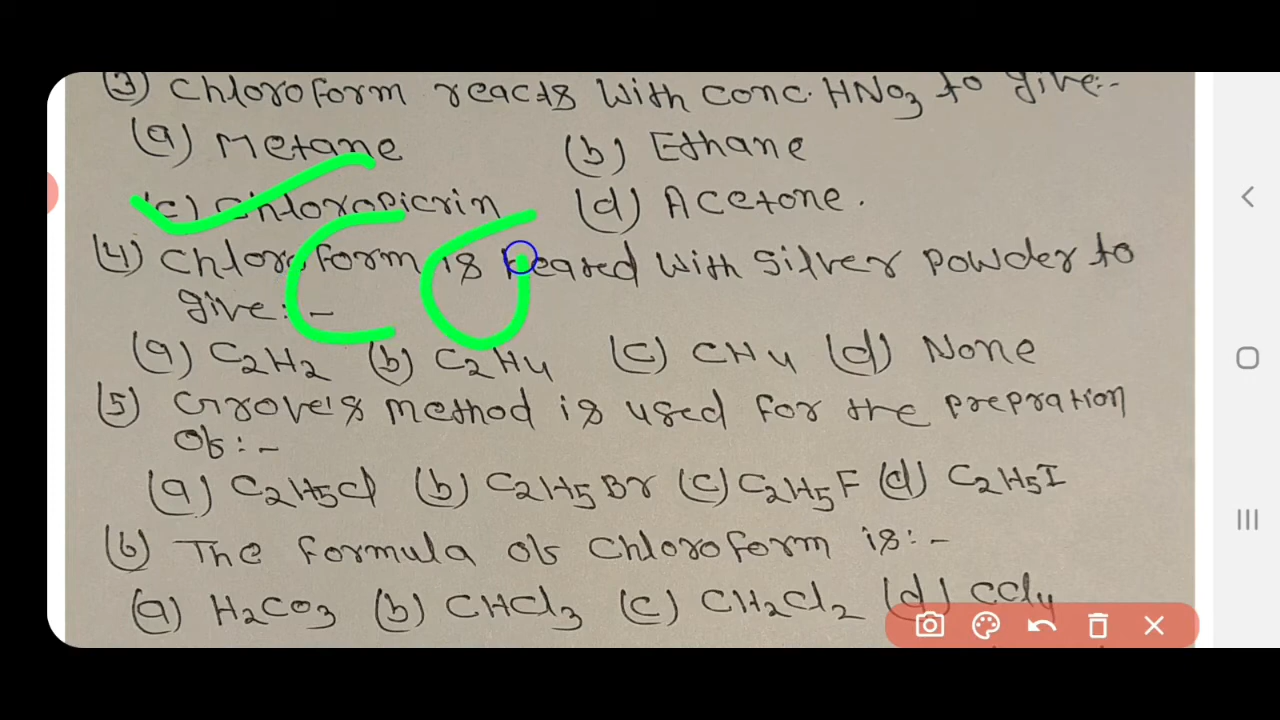 (3) Chloroform reacts with conc. HNO3 to give:-
(a) Metane (b) Ethane
(c) Chloropicrin (d) Acetone.
(4) Chloroform is heated with silver powder to
give:-
(a) C2H2 (b) C2H4 (c) CH4 (d) None
(5) Grove's method is used for the prepration
of:-
(a) C2H5Cl (b) C2H5Br (c) C2H5F (d) C2H5I
(6) The formula of chloroform is:-
(a) H2CO3 (b) CHCl3 (c) CH2Cl2 (d) CCl4